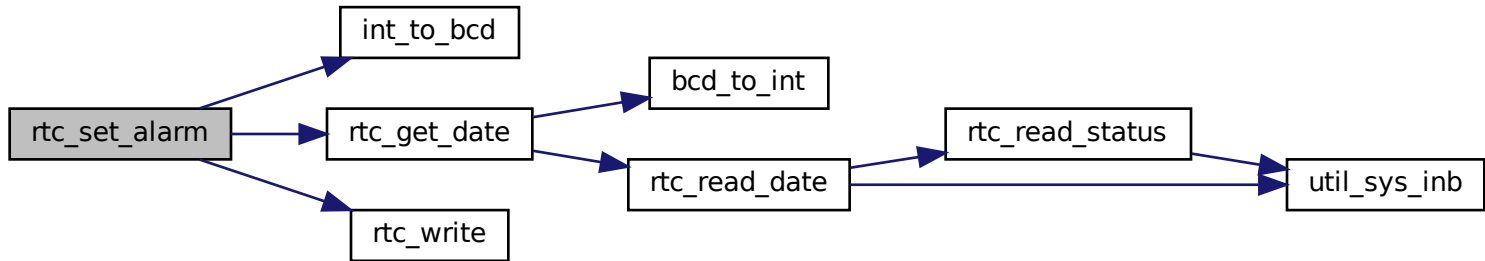 int_to_bcd
bcd_to_int
rtc_set_alarm
rtc_get_date
rtc_read_status
rtc_read_date
util_sys_inb
rtc_write